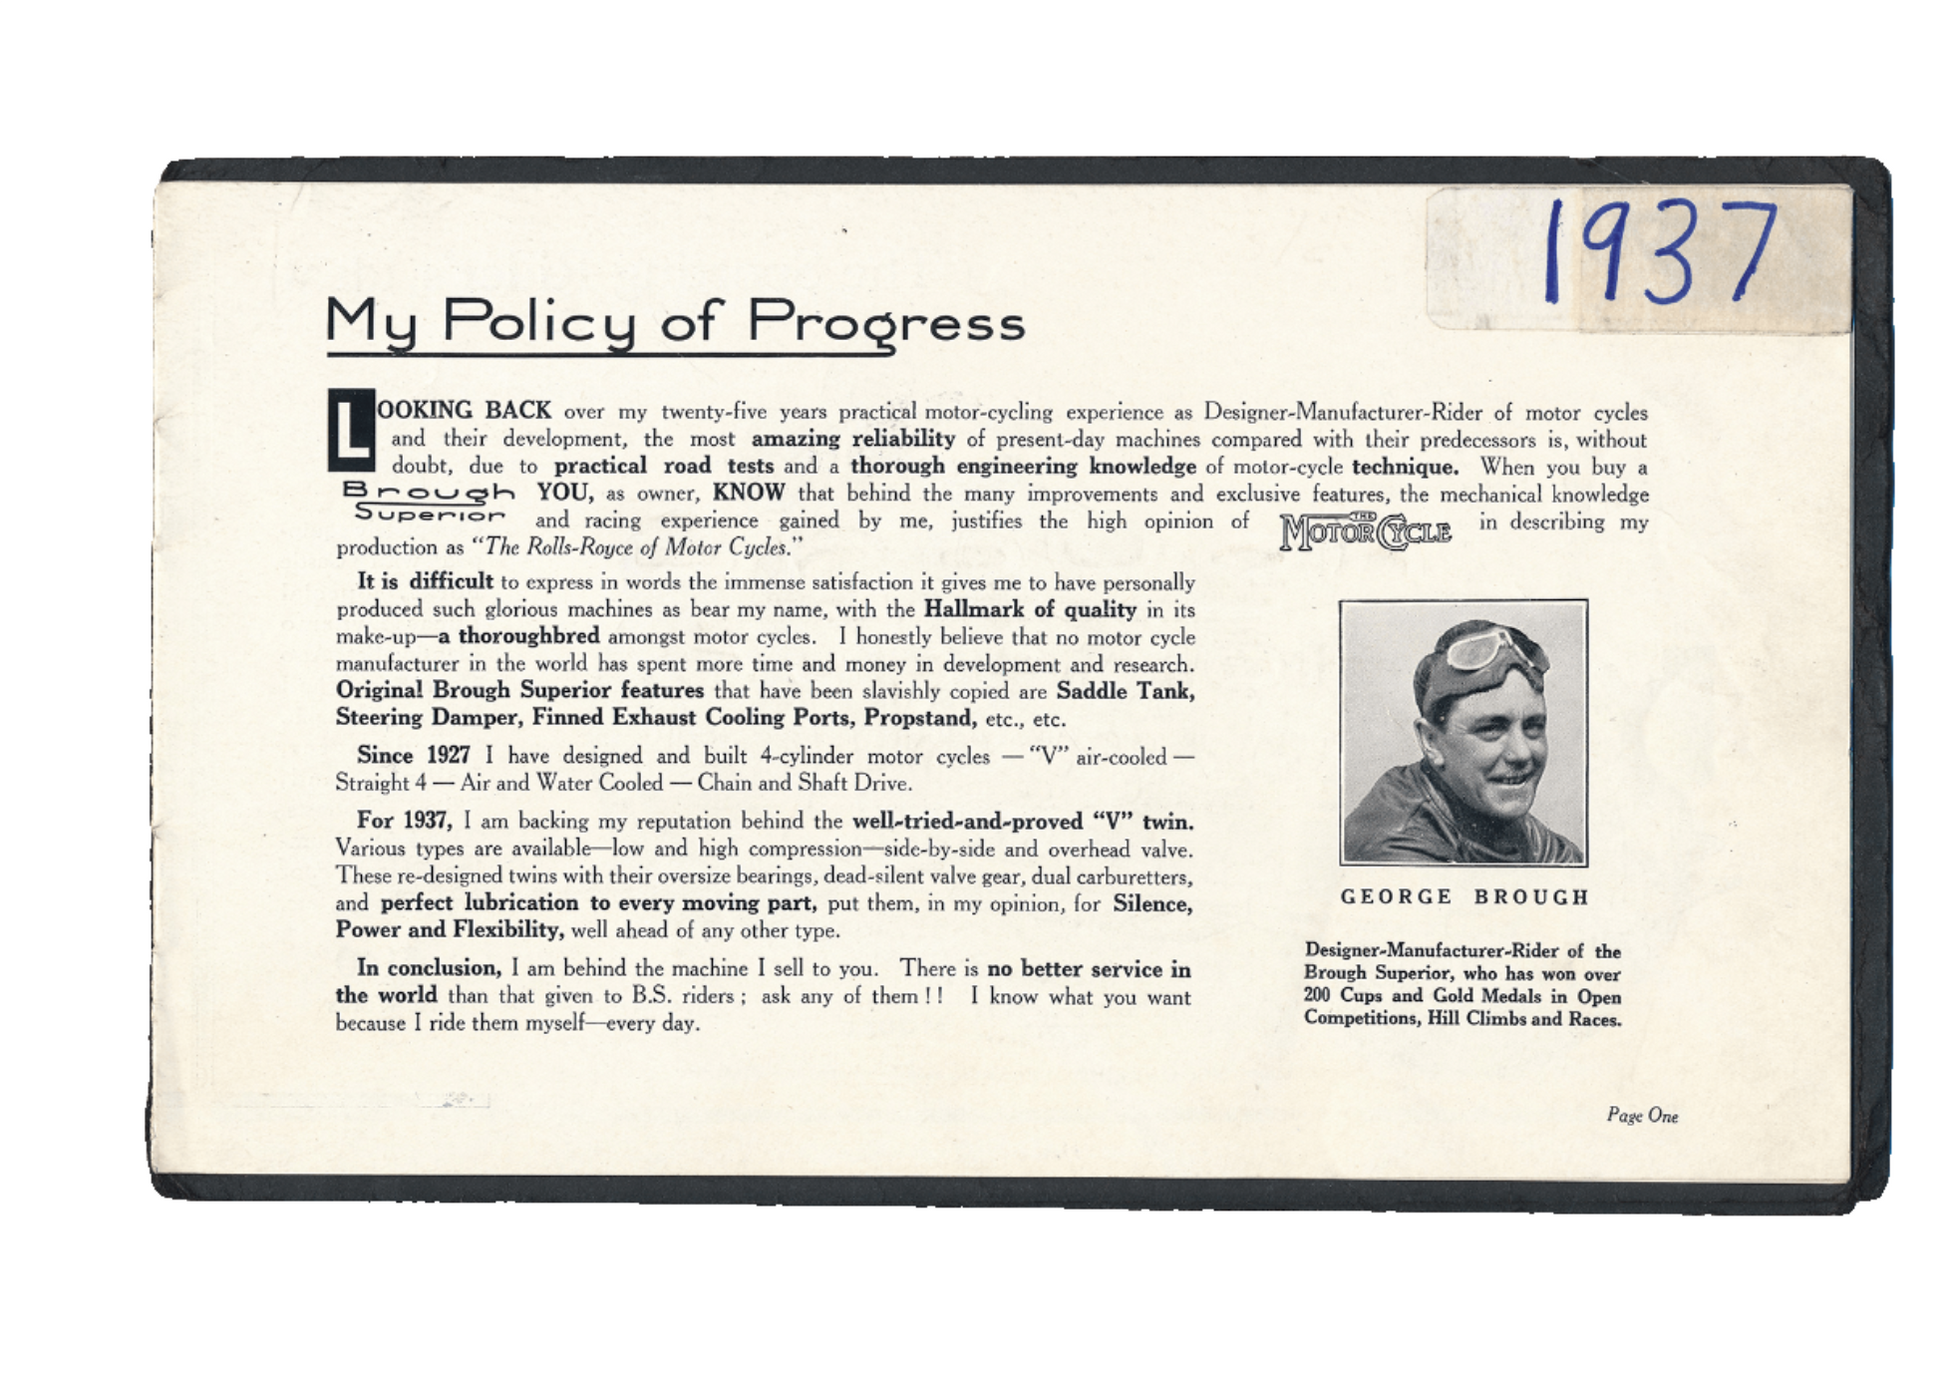 1937
My Policy of Progress
LOOKING BACK over my twenty-five years practical motor-cycling experience as Designer-Manufacturer-Rider of motor cycles
and their development, the most amazing reliability of present-day machines compared with their predecessors is, without
doubt, due to practical road tests and a thorough engineering knowledge of motor-cycle technique. When you buy a
Brough Superior YOU, as owner, KNOW that behind the many improvements and exclusive features, the mechanical knowledge
and racing experience gained by me, justifies the high opinion of THE MOTOR CYCLE in describing my
production as “The Rolls-Royce of Motor Cycles.”
It is difficult to express in words the immense satisfaction it gives me to have personally
produced such glorious machines as bear my name, with the Hallmark of quality in its
make-up—a thoroughbred amongst motor cycles. I honestly believe that no motor cycle
manufacturer in the world has spent more time and money in development and research.
Original Brough Superior features that have been slavishly copied are Saddle Tank,
Steering Damper, Finned Exhaust Cooling Ports, Propstand, etc., etc.
Since 1927 I have designed and built 4-cylinder motor cycles — “V” air-cooled —
Straight 4 — Air and Water Cooled — Chain and Shaft Drive.
For 1937, I am backing my reputation behind the well-tried-and-proved “V” twin.
Various types are available—low and high compression—side-by-side and overhead valve.
These re-designed twins with their oversize bearings, dead-silent valve gear, dual carburetters,
and perfect lubrication to every moving part, put them, in my opinion, for Silence,
Power and Flexibility, well ahead of any other type.
In conclusion, I am behind the machine I sell to you. There is no better service in
the world than that given to B.S. riders ; ask any of them ! ! I know what you want
because I ride them myself—every day.
GEORGE BROUGH
Designer-Manufacturer-Rider of the
Brough Superior, who has won over
200 Cups and Gold Medals in Open
Competitions, Hill Climbs and Races.
Page One